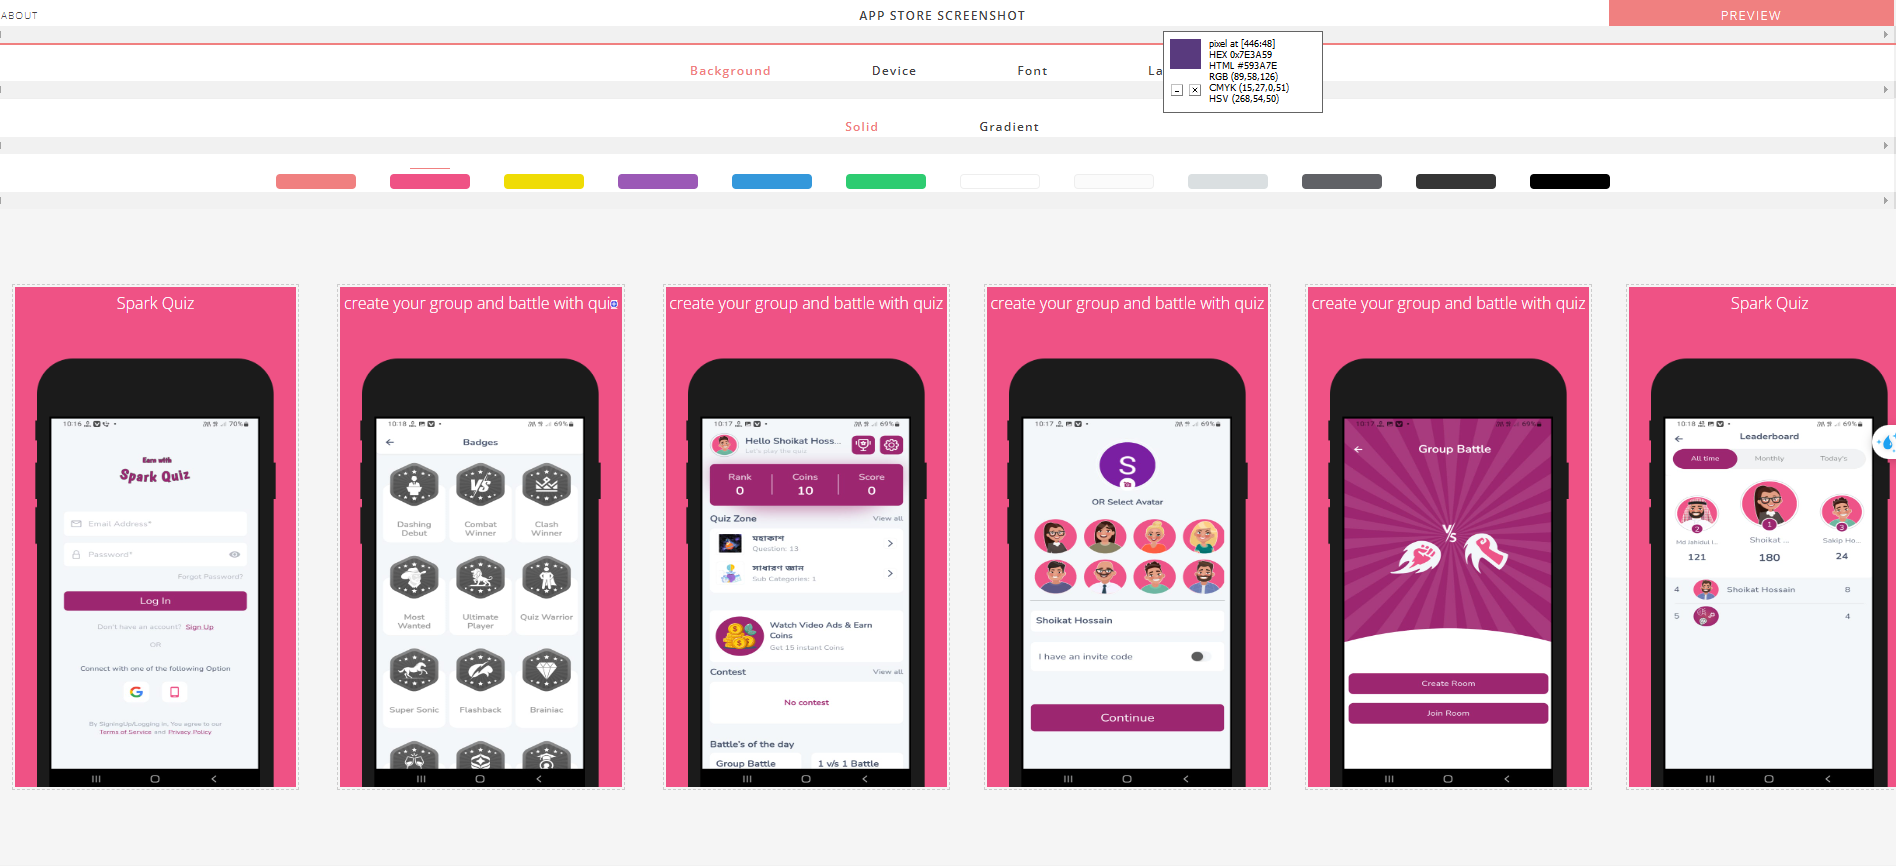 ABOUT
APP STORE SCREENSHOT
PREVIEW
pixel at [446:48]
HEX 0x7E3A59
HTML #593A7E
RGB (89,58,126)
CMYK (15,27,0,51)
HSV (268,54,50)
Background
Device
Font
La
Solid
Gradient
Spark Quiz
10:16
70%
Earn with
Spark Quiz
Email Address*
Password*
Forgot Password?
Log In
Don't have an account? Sign Up
OR
Connect with one of the following Option
By SigningUp/Logging in, You agree to our
Terms of Service and Privacy Policy
create your group and battle with quiz
10:18
69%
Badges
VS
Dashing Debut
Combat Winner
Clash Winner
Most Wanted
Ultimate Player
Quiz Warrior
Super Sonic
Flashback
Brainiac
create your group and battle with quiz
10:17
69%
Hello Shoikat Hoss...
Let's play the quiz
Rank
Coins
Score
0
10
0
Quiz Zone
View all
মহাকাশ
Question: 13
সাধারণ জ্ঞান
Sub Categories: 1
Watch Video Ads & Earn
Coins
Get 15 instant Coins
Contest
View all
No contest
Battle's of the day
Group Battle
1 v/s 1 Battle
create your group and battle with quiz
10:17
69%
S
OR Select Avatar
Shoikat Hossain
I have an invite code
Continue
create your group and battle with quiz
10:17
69%
Group Battle
V/S
Create Room
Join Room
Spark Quiz
10:18
69%
Leaderboard
All time
Monthly
Today's
2
1
3
Md Jahidul I...
Shoikat ...
Sakip Ho...
121
180
24
4
Shoikat Hossain
8
5
4